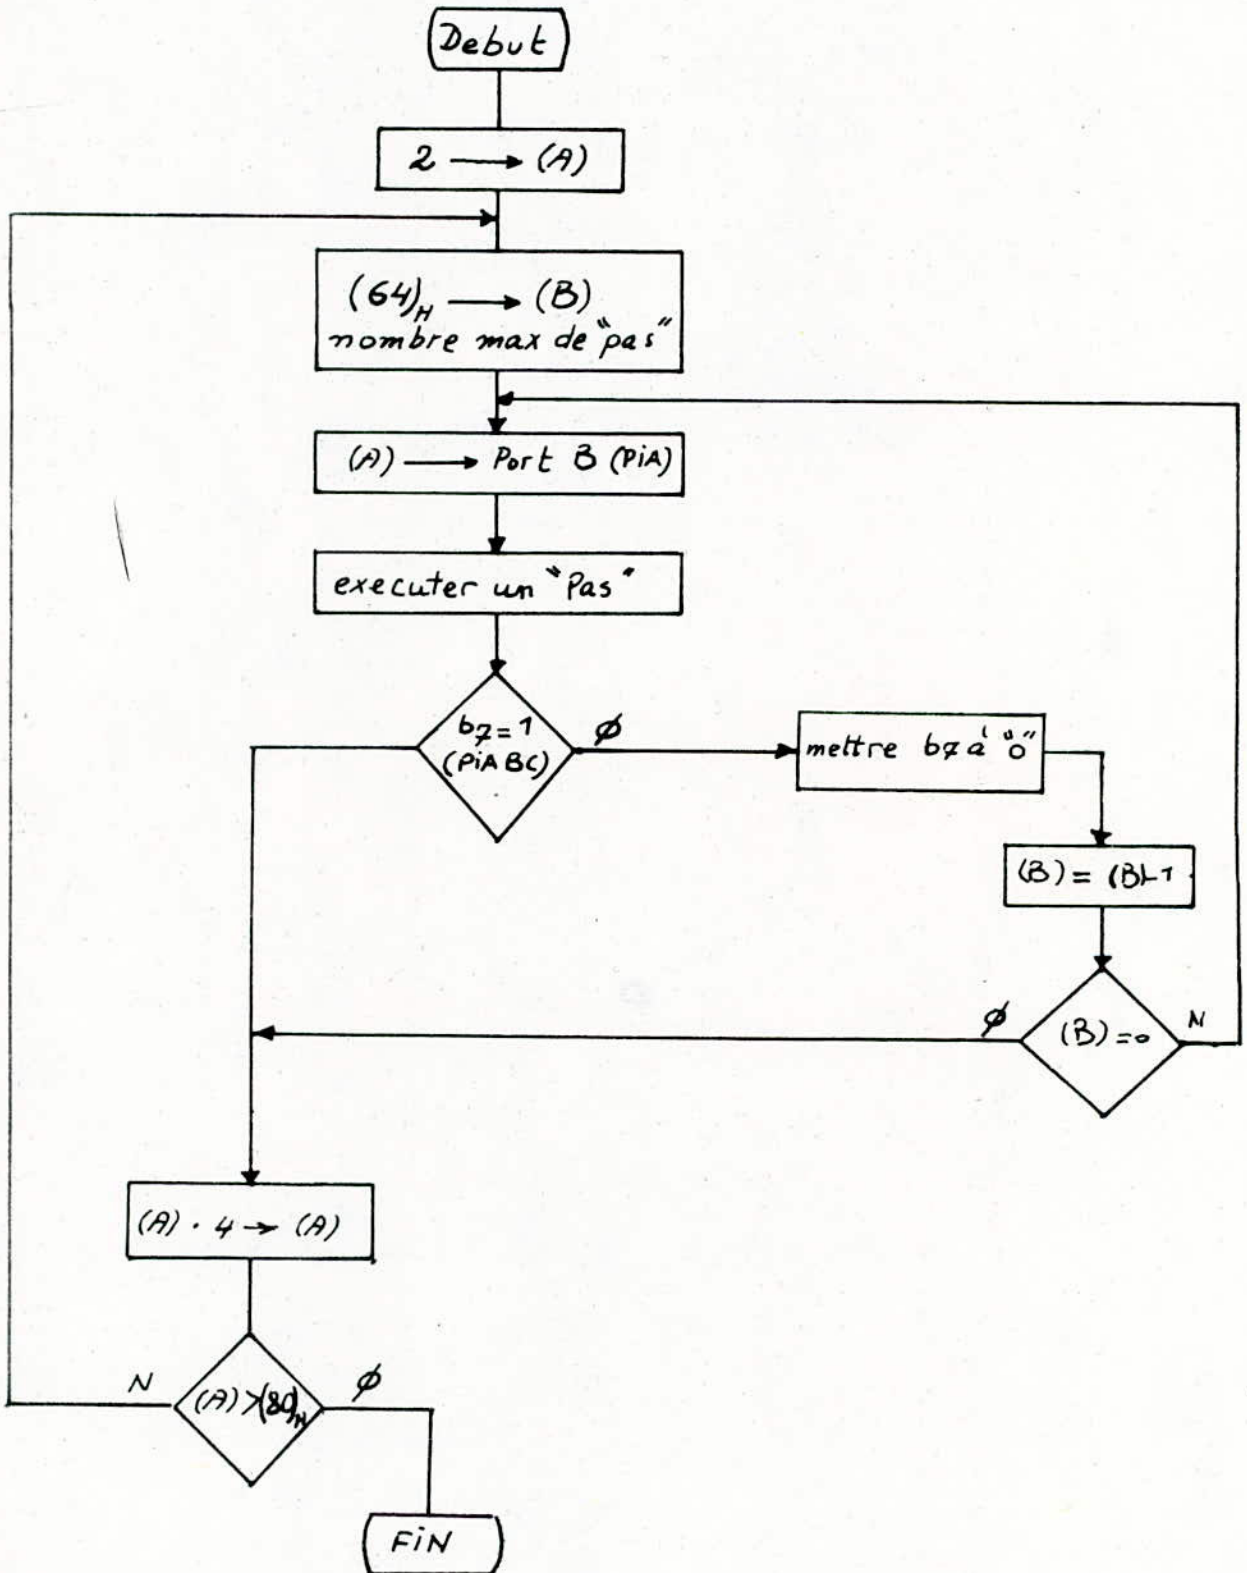 Debut
2 → (A)
(64)H → (B)
nombre max de "pas"
(A) → Port B (PiA)
executer un "Pas"
b7 = 1
(PiA BC)
ϕ
mettre b7 à "0"
(B) = (B)-1
(B) = 0
ϕ
N
(A) · 4 → (A)
(A) > (80)H
N
ϕ
FiN